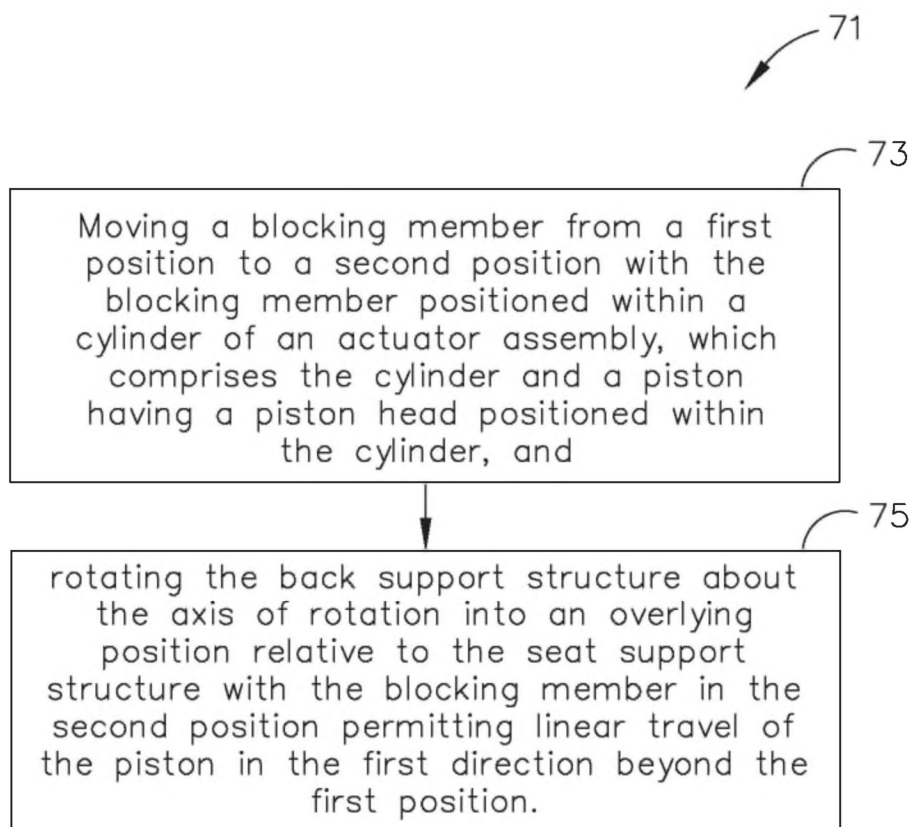 71
73
Moving a blocking member from a first
position to a second position with the
blocking member positioned within a
cylinder of an actuator assembly, which
comprises the cylinder and a piston
having a piston head positioned within
the cylinder, and
75
rotating the back support structure about
the axis of rotation into an overlying
position relative to the seat support
structure with the blocking member in the
second position permitting linear travel of
the piston in the first direction beyond the
first position.